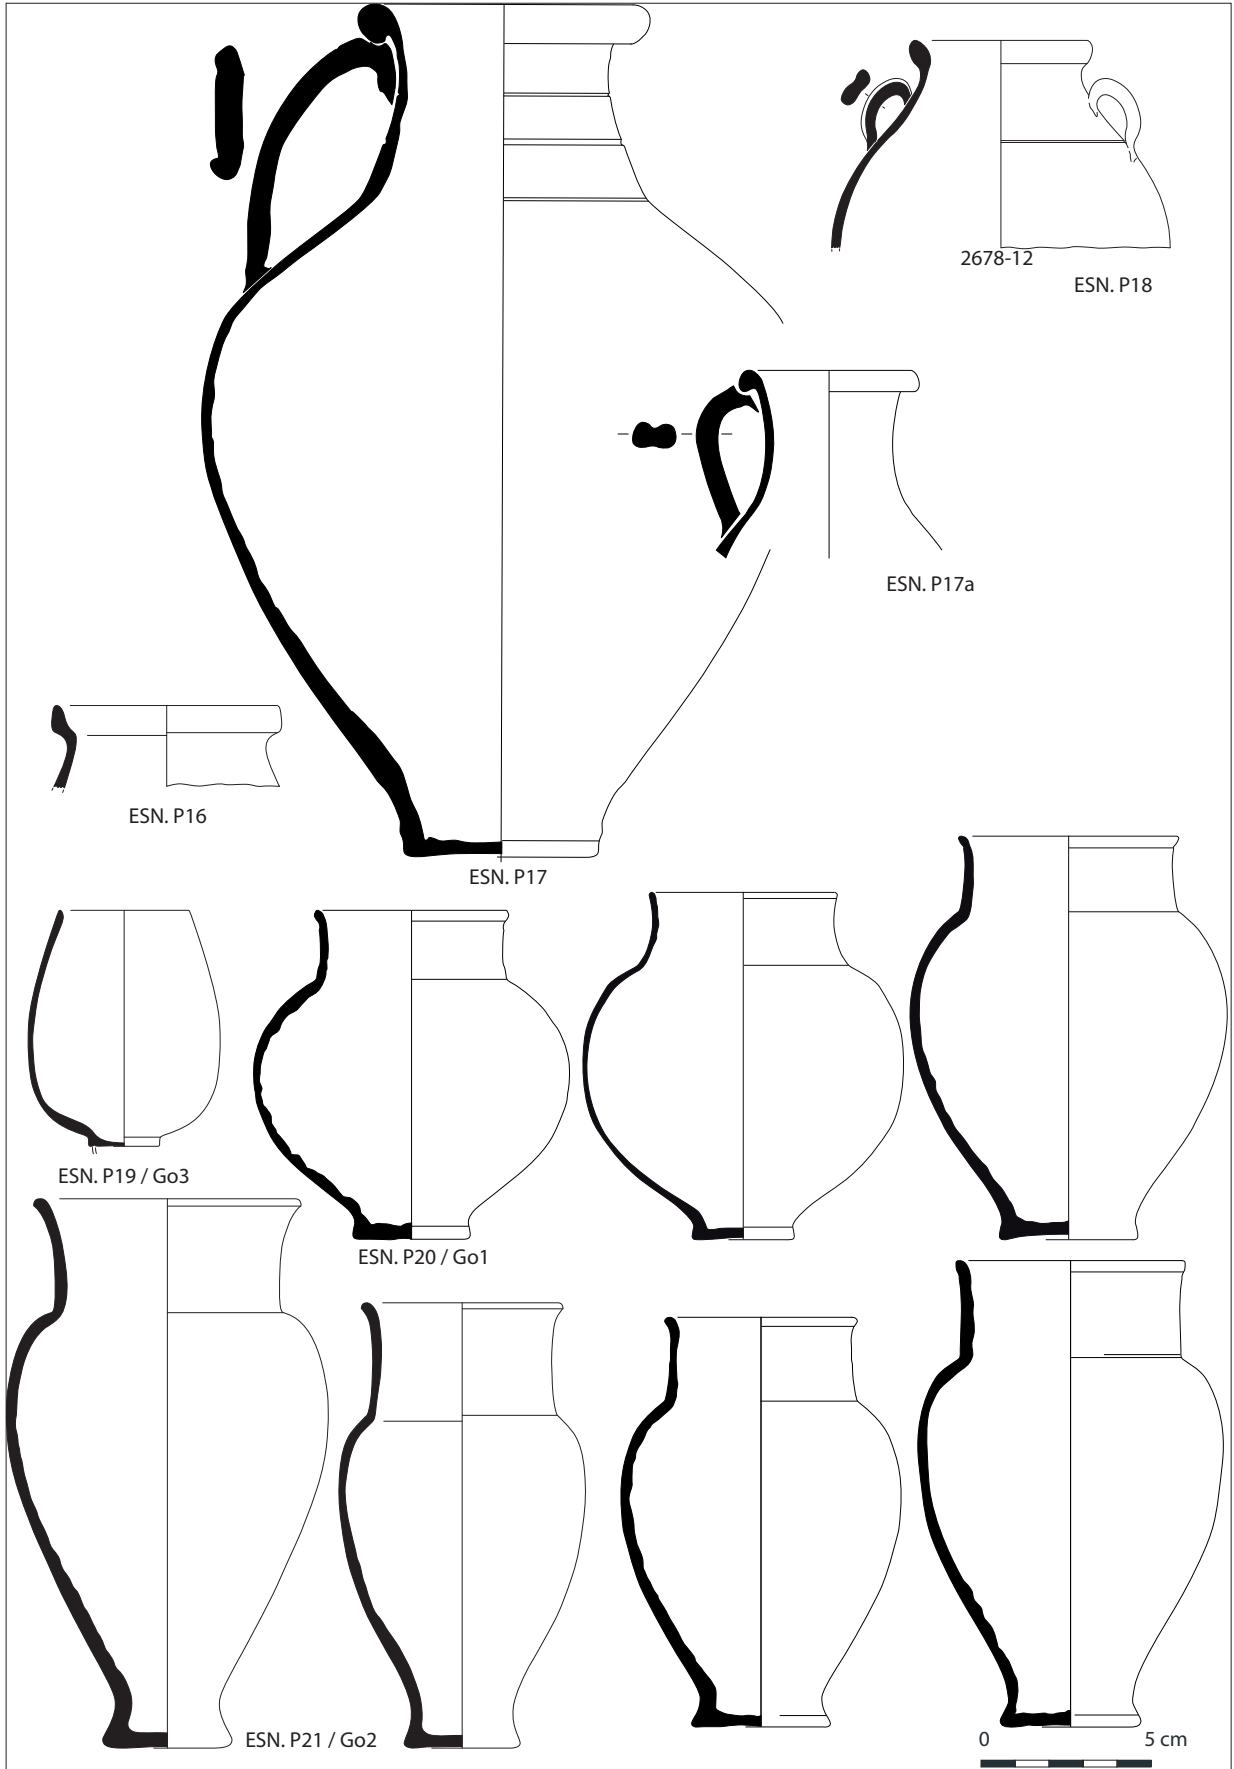 2678-12
ESN. P18
ESN. P17a
ESN. P16
ESN. P17
ESN. P19 / Go3
ESN. P20 / Go1
ESN. P21 / Go2
0 5 cm